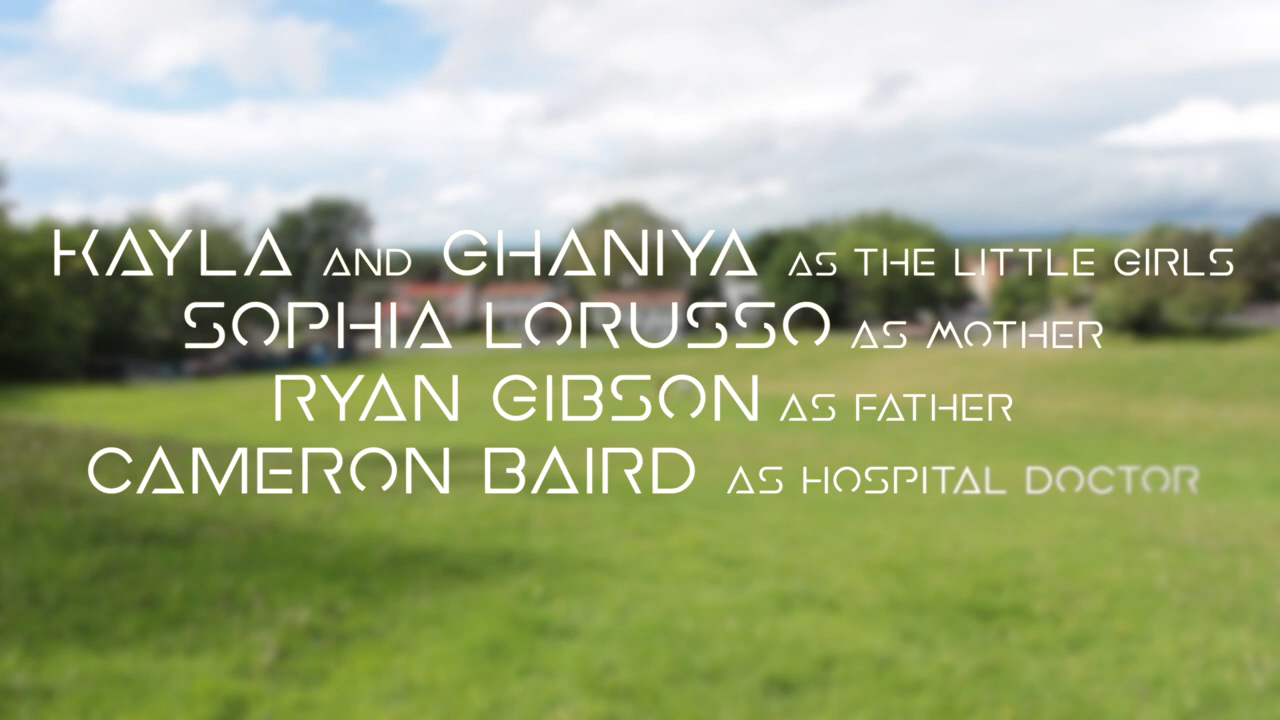 KAYLA AND GHANIYA AS THE LITTLE GIRLS
SOPHIA LORUSSO AS MOTHER
RYAN GIBSON AS FATHER
CAMERON BAIRD AS HOSPITAL DOCTOR